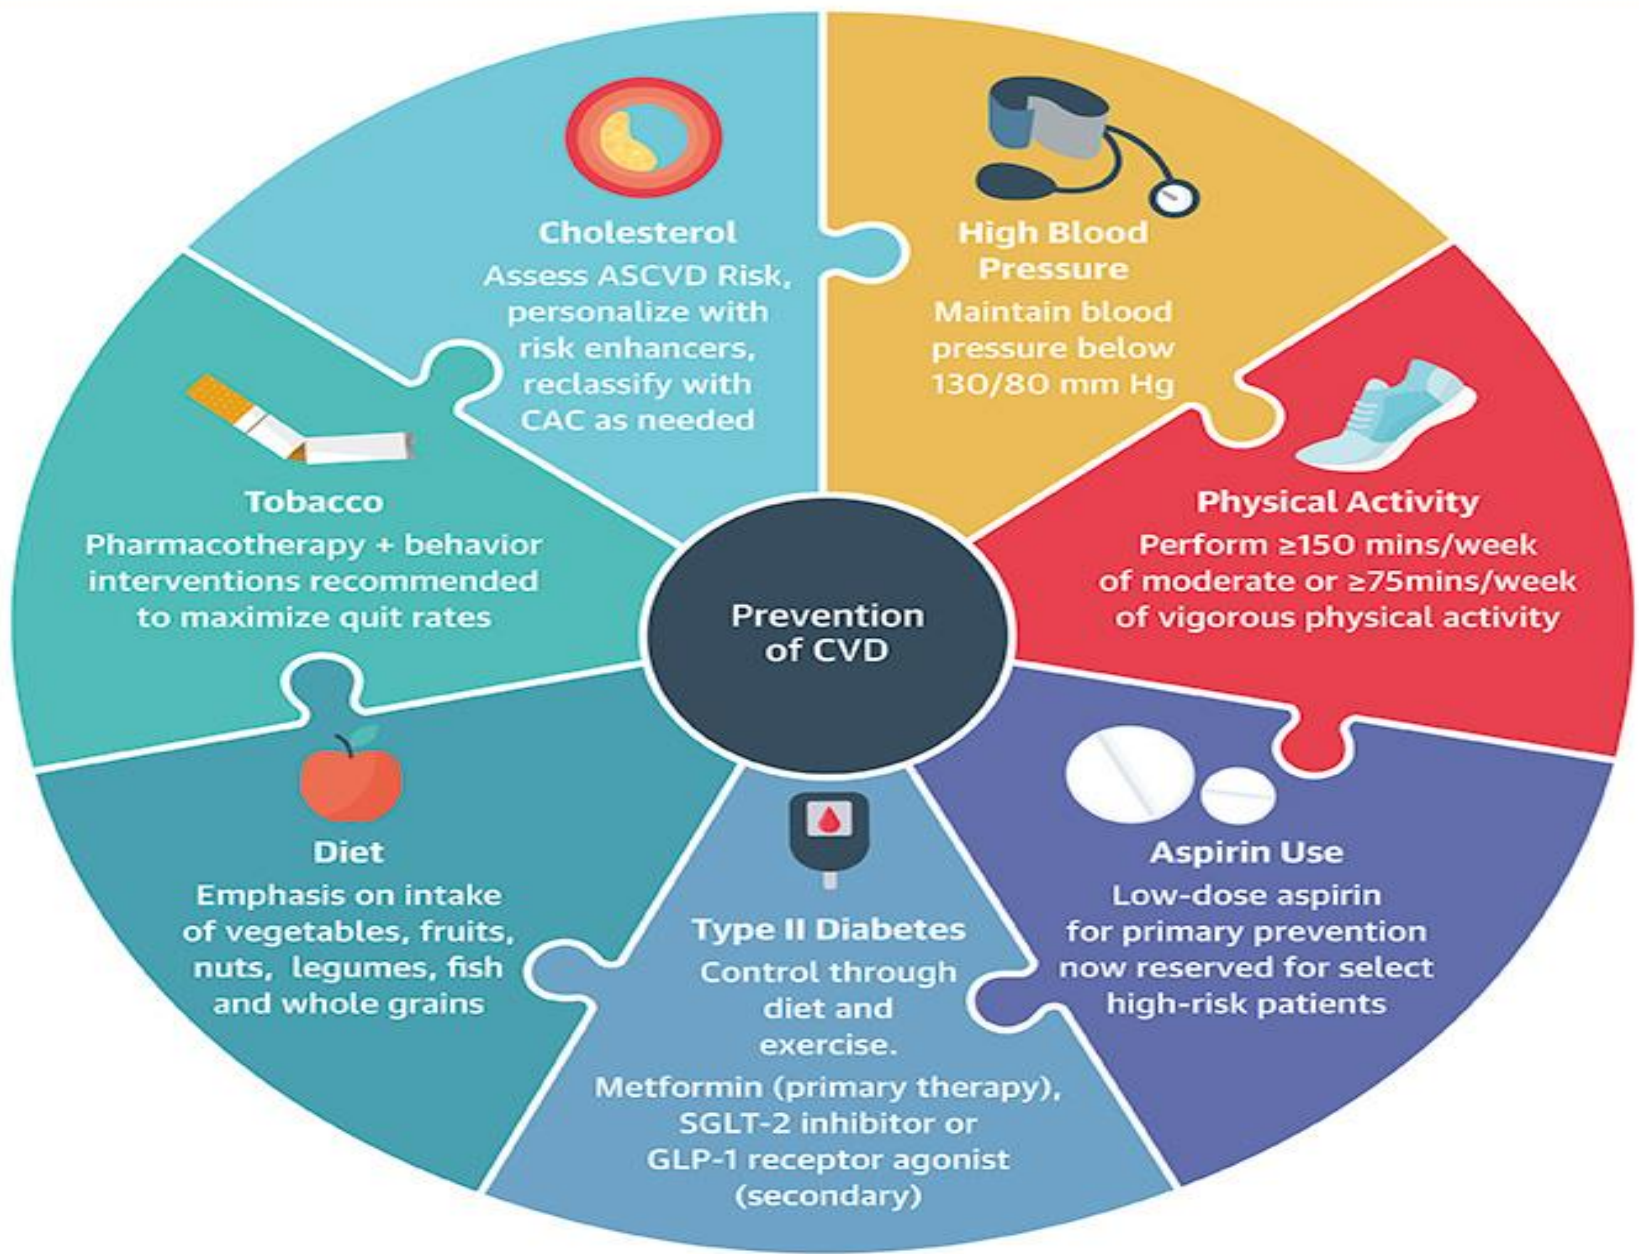 Cholesterol
Assess ASCVD Risk,
personalize with
risk enhancers,
reclassify with
CAC as needed
High Blood
Pressure
Maintain blood
pressure below
130/80 mm Hg
Tobacco
Pharmacotherapy + behavior
interventions recommended
to maximize quit rates
Physical Activity
Perform ≥150 mins/week
of moderate or ≥75mins/week
of vigorous physical activity
Prevention
of CVD
Diet
Emphasis on intake
of vegetables, fruits,
nuts, legumes, fish
and whole grains
Type II Diabetes
Control through
diet and
exercise.
Metformin (primary therapy),
SGLT-2 inhibitor or
GLP-1 receptor agonist
(secondary)
Aspirin Use
Low-dose aspirin
for primary prevention
now reserved for select
high-risk patients